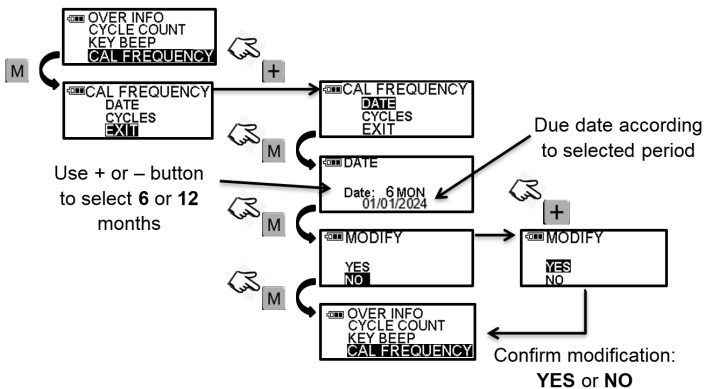 OVER INFO
CYCLE COUNT
KEY BEEP
CAL FREQUENCY
M
+
CAL FREQUENCY
DATE
CYCLES
EXIT
CAL FREQUENCY
DATE
CYCLES
EXIT
M
Use + or – button
to select 6 or 12
months
DATE
Date: 6 MON
01/01/2024
Due date according
to selected period
M
+
MODIFY
YES
NO
MODIFY
YES
NO
M
OVER INFO
CYCLE COUNT
KEY BEEP
CAL FREQUENCY
Confirm modification:
YES or NO